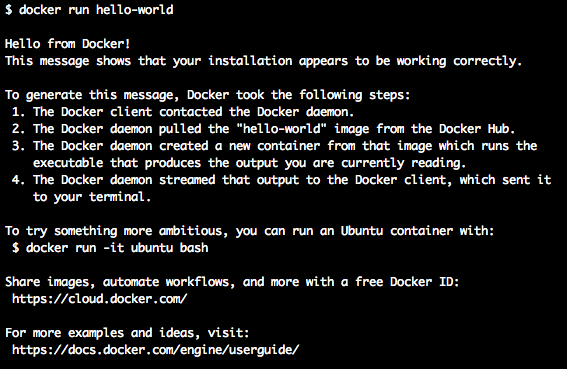 $ docker run hello-world
Hello from Docker!
This message shows that your installation appears to be working correctly.
To generate this message, Docker took the following steps:
1. The Docker client contacted the Docker daemon.
2. The Docker daemon pulled the "hello-world" image from the Docker Hub.
3. The Docker daemon created a new container from that image which runs the
executable that produces the output you are currently reading.
4. The Docker daemon streamed that output to the Docker client, which sent it
to your terminal.
To try something more ambitious, you can run an Ubuntu container with:
$ docker run -it ubuntu bash
Share images, automate workflows, and more with a free Docker ID:
https://cloud.docker.com/
For more examples and ideas, visit:
https://docs.docker.com/engine/userguide/